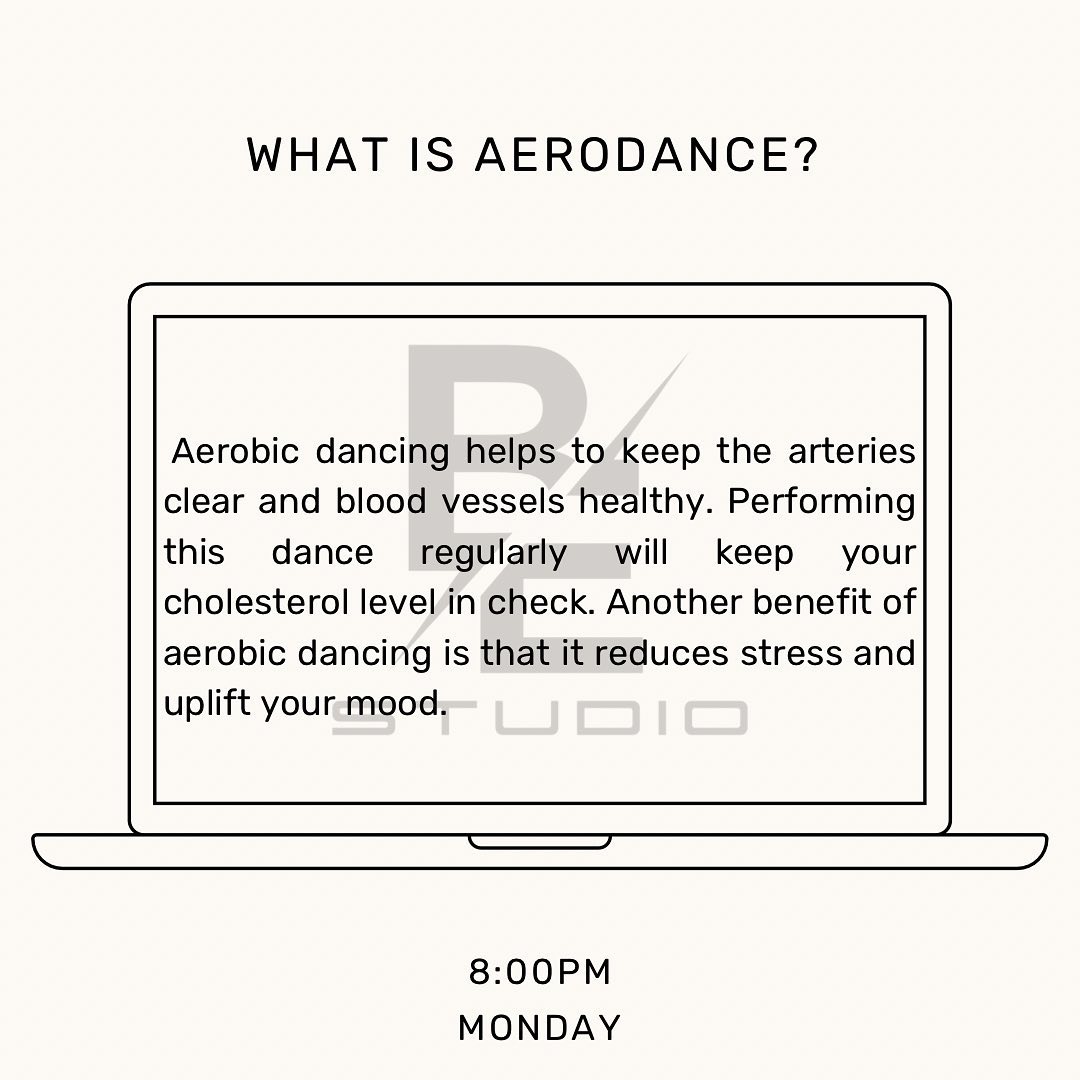 WHAT IS AERODANCE?
Aerobic dancing helps to keep the arteries
clear and blood vessels healthy. Performing
this dance regularly will keep your
cholesterol level in check. Another benefit of
aerobic dancing is that it reduces stress and
uplift your mood.
BE
STUDIO
8:00PM
MONDAY